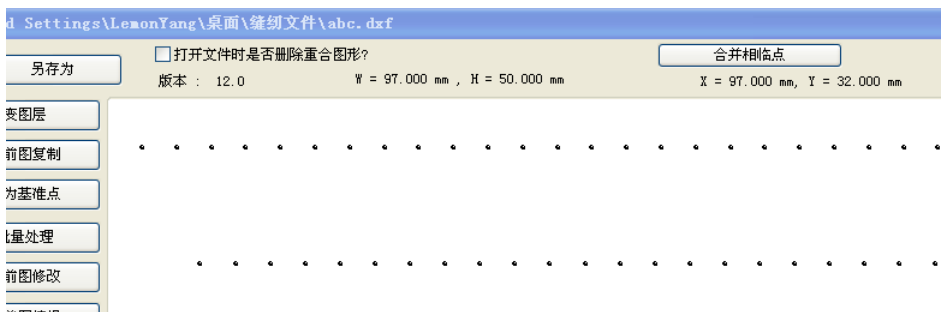 d Settings\LemonYang\桌面\缝纫文件\abc.dxf
另存为
打开文件时是否删除重合图形?
合并相临点
版本 : 12.0
W = 97.000 mm , H = 50.000 mm
X = 97.000 mm, Y = 32.000 mm
变图层
前图复制
为基准点
批量处理
前图修改